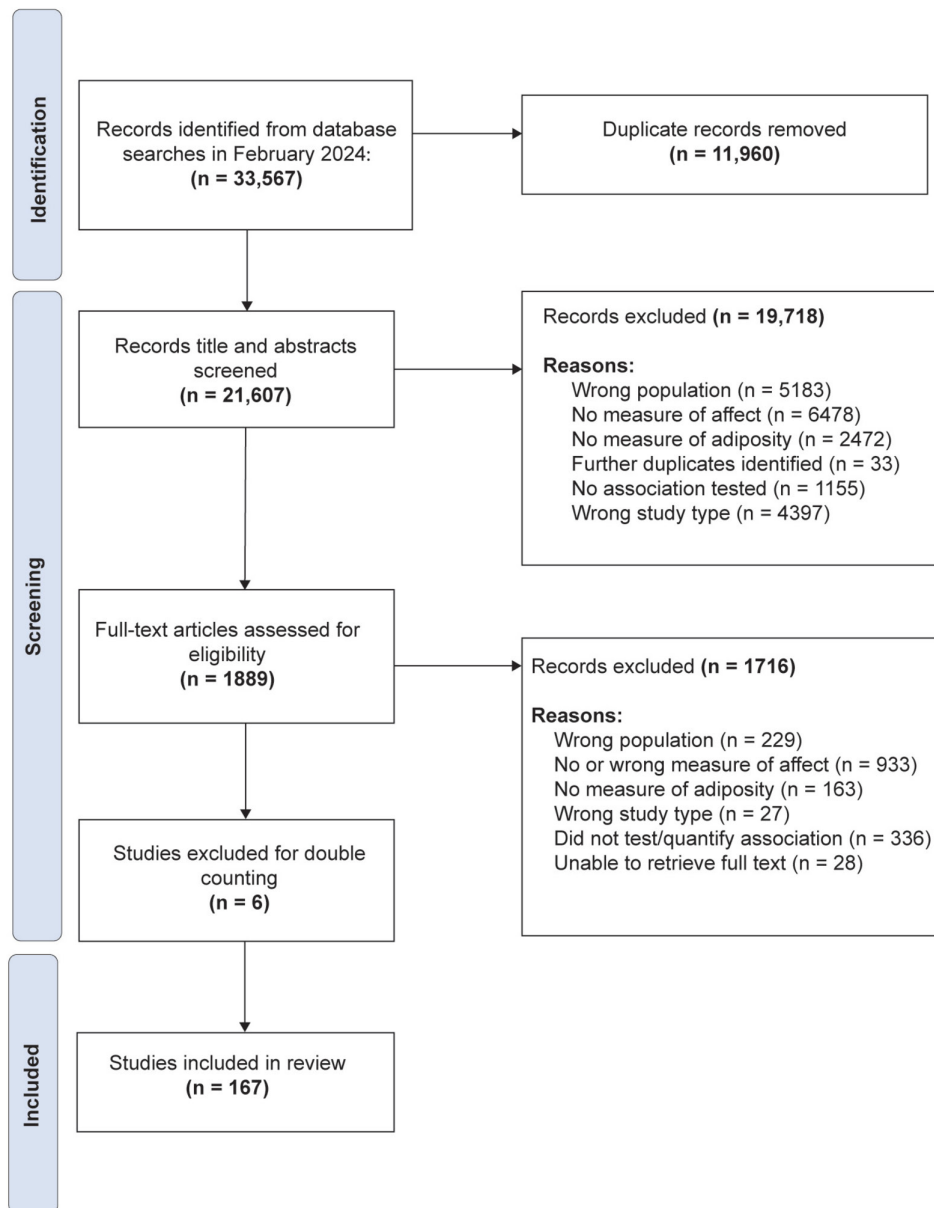 Identification
Records identified from database
searches in February 2024:
(n = 33,567)
Duplicate records removed
(n = 11,960)
Screening
Records title and abstracts
screened
(n = 21,607)
Records excluded (n = 19,718)
Reasons:
Wrong population (n = 5183)
No measure of affect (n = 6478)
No measure of adiposity (n = 2472)
Further duplicates identified (n = 33)
No association tested (n = 1155)
Wrong study type (n = 4397)
Full-text articles assessed for
eligibility
(n = 1889)
Records excluded (n = 1716)
Reasons:
Wrong population (n = 229)
No or wrong measure of affect (n = 933)
No measure of adiposity (n = 163)
Wrong study type (n = 27)
Did not test/quantify association (n = 336)
Unable to retrieve full text (n = 28)
Studies excluded for double
counting
(n = 6)
Included
Studies included in review
(n = 167)